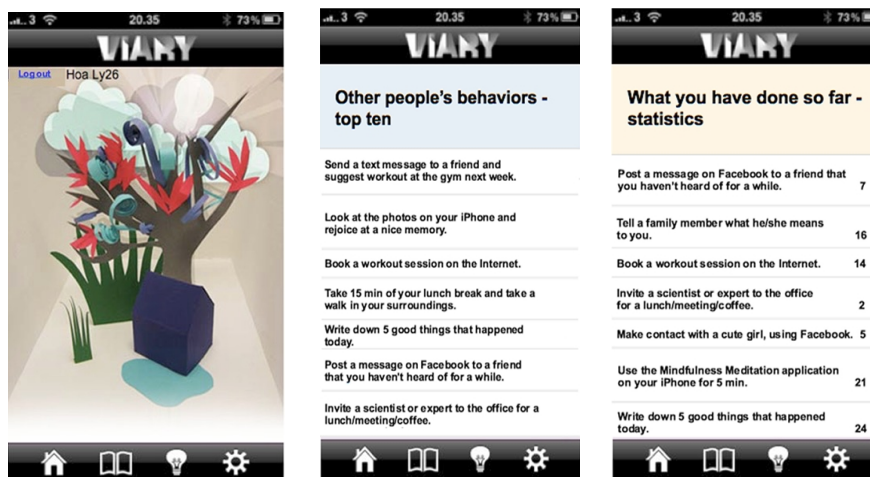 3 20.35 73%
VIARY
Logout Hoa Ly26
3 20.35 73%
VIARY
Other people's behaviors -
top ten
Send a text message to a friend and
suggest workout at the gym next week.
Look at the photos on your iPhone and
rejoice at a nice memory.
Book a workout session on the Internet.
Take 15 min of your lunch break and take a
walk in your surroundings.
Write down 5 good things that happened
today.
Post a message on Facebook to a friend
that you haven't heard of for a while.
Invite a scientist or expert to the office for a
lunch/meeting/coffee.
3 20.35 73%
VIARY
What you have done so far -
statistics
Post a message on Facebook to a friend that
you haven't heard of for a while. 7
Tell a family member what he/she means
to you. 16
Book a workout session on the Internet. 14
Invite a scientist or expert to the office
for a lunch/meeting/coffee. 2
Make contact with a cute girl, using Facebook. 5
Use the Mindfulness Meditation application
on your iPhone for 5 min. 21
Write down 5 good things that happened
today. 24